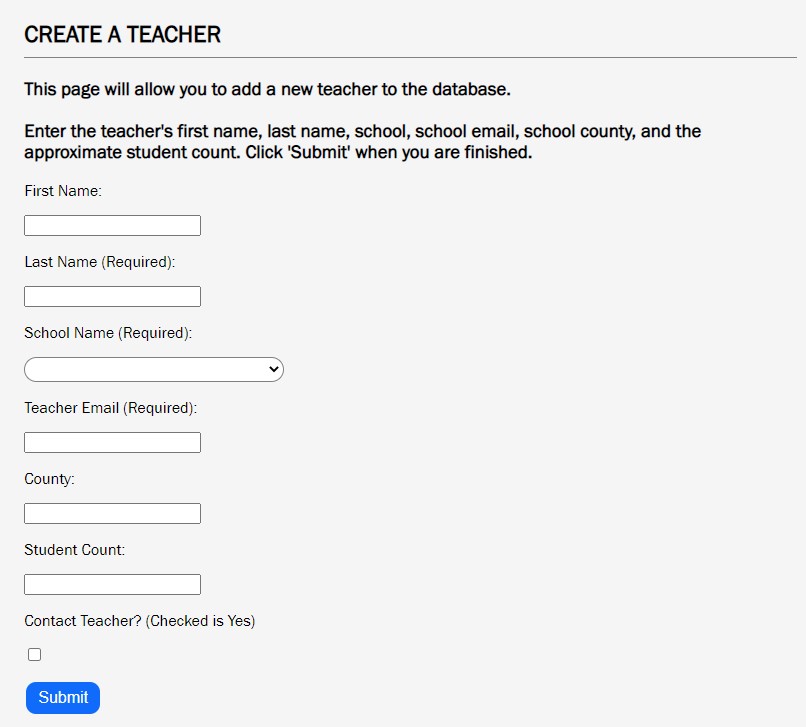 CREATE A TEACHER
This page will allow you to add a new teacher to the database.
Enter the teacher's first name, last name, school, school email, school county, and the
approximate student count. Click 'Submit' when you are finished.
First Name:
Last Name (Required):
School Name (Required):
Teacher Email (Required):
County:
Student Count:
Contact Teacher? (Checked is Yes)
Submit